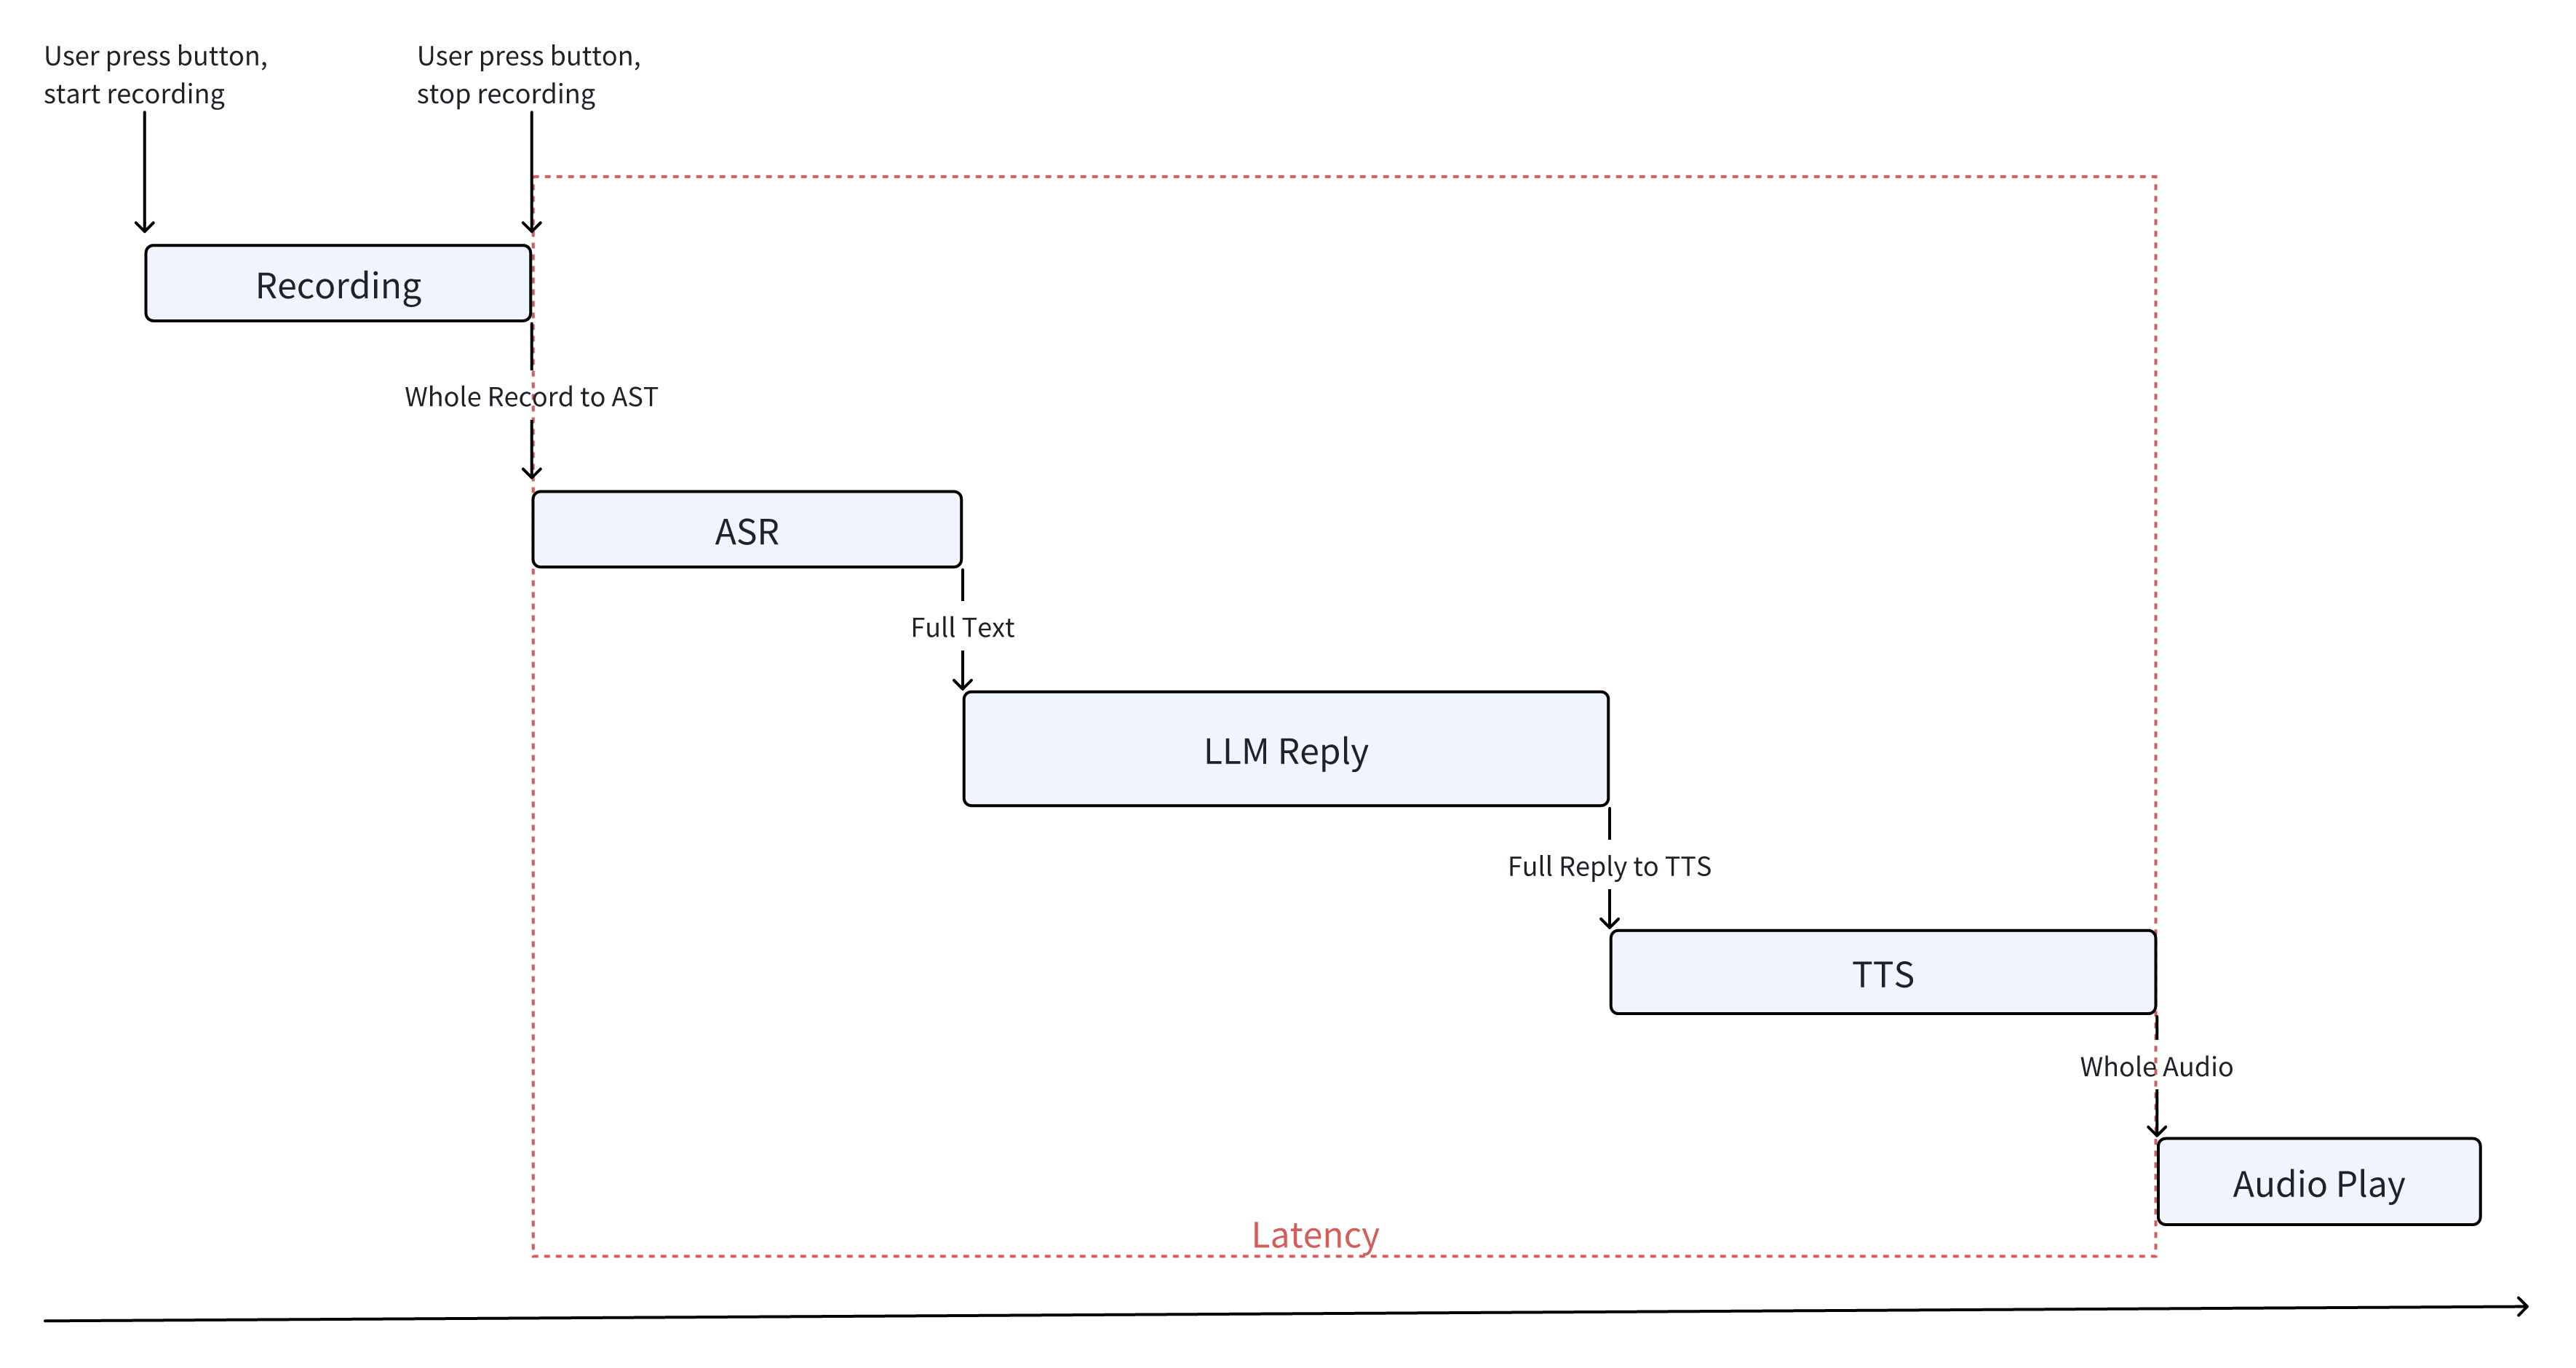 User press button,
start recording
User press button,
stop recording
Recording
Whole Record to AST
ASR
Full Text
LLM Reply
Full Reply to TTS
TTS
Whole Audio
Audio Play
Latency